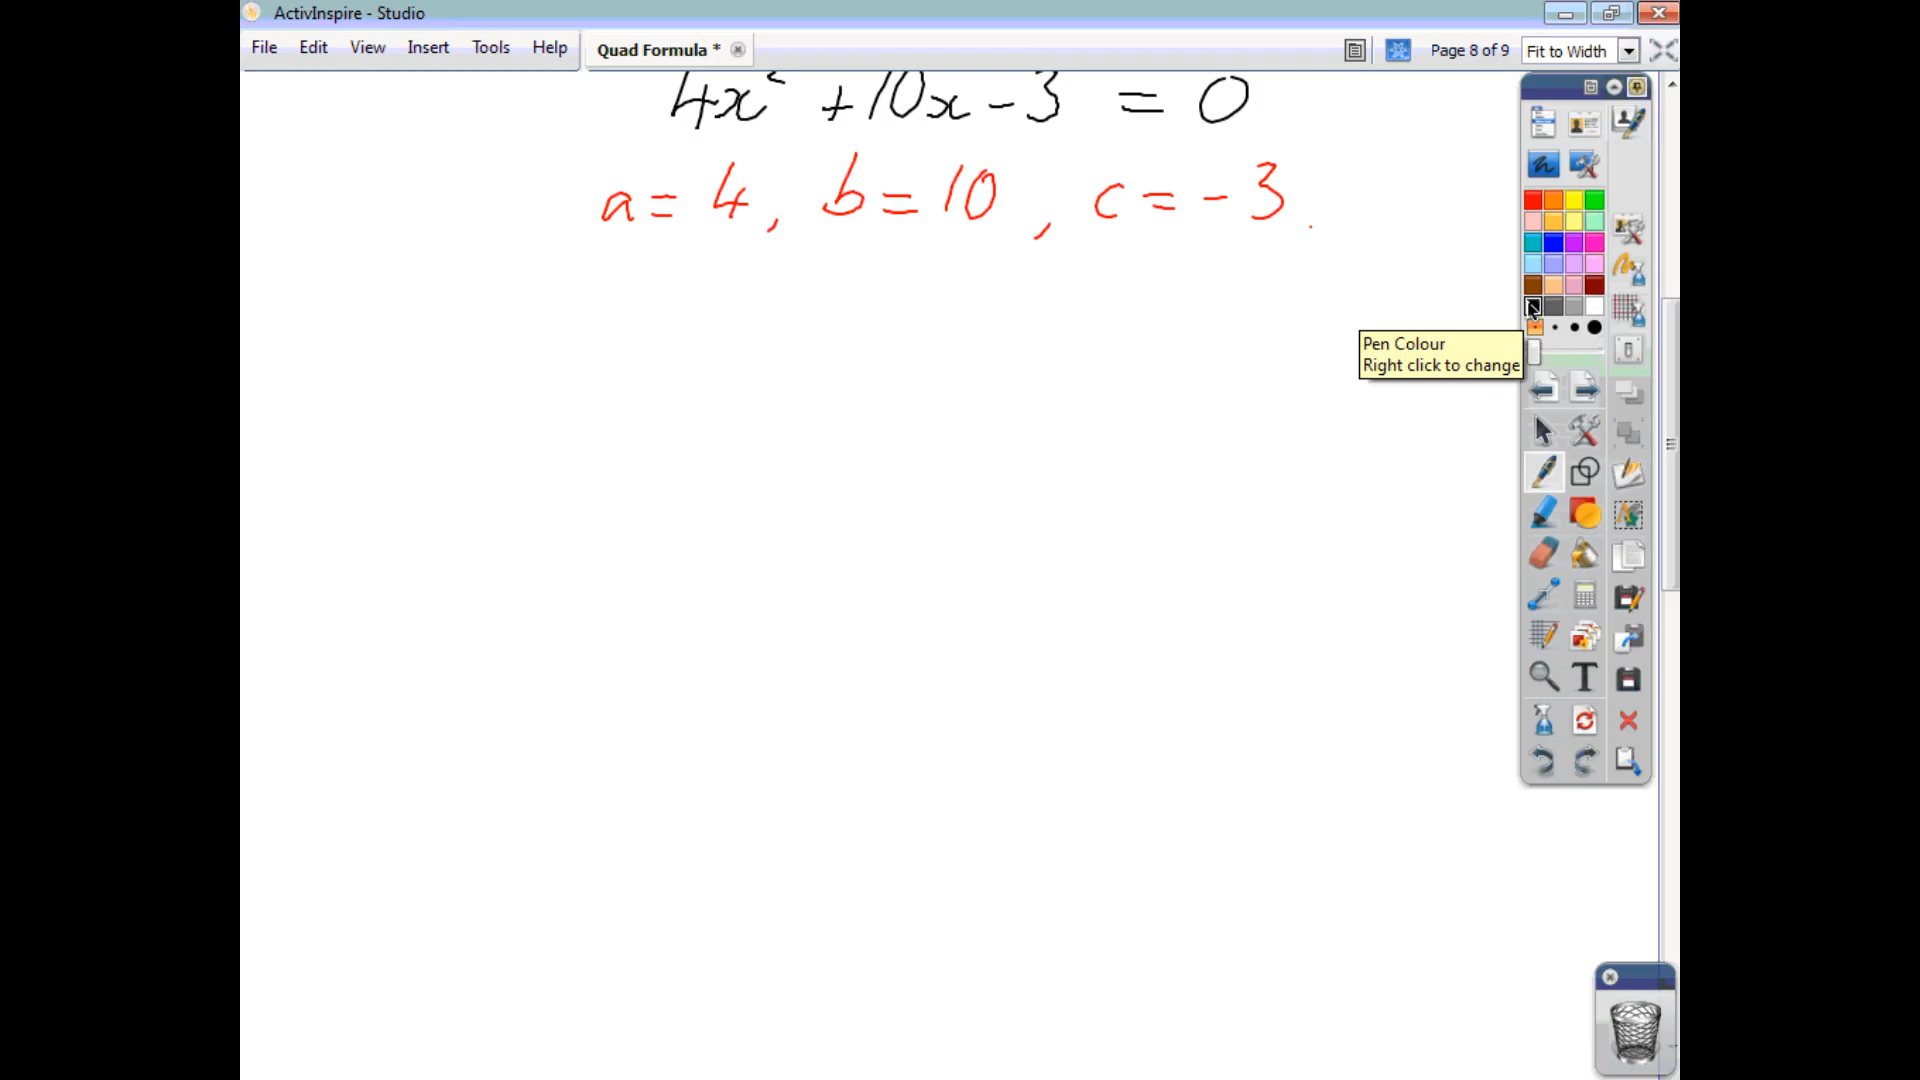 ActivInspire - Studio
File Edit View Insert Tools Help Quad Formula * Page 8 of 9 Fit to Width
4x² + 10x - 3 = 0
a = 4, b = 10, c = - 3.
Pen Colour
Right click to change
T